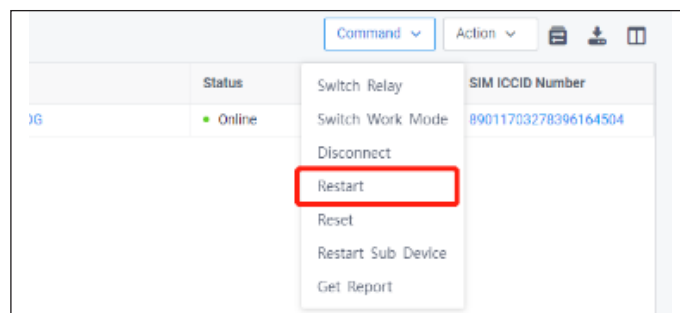 Command Action
Status SIM ICCID Number
OG Online 89011703278396164504
Switch Relay
Switch Work Mode
Disconnect
Restart
Reset
Restart Sub Device
Get Report